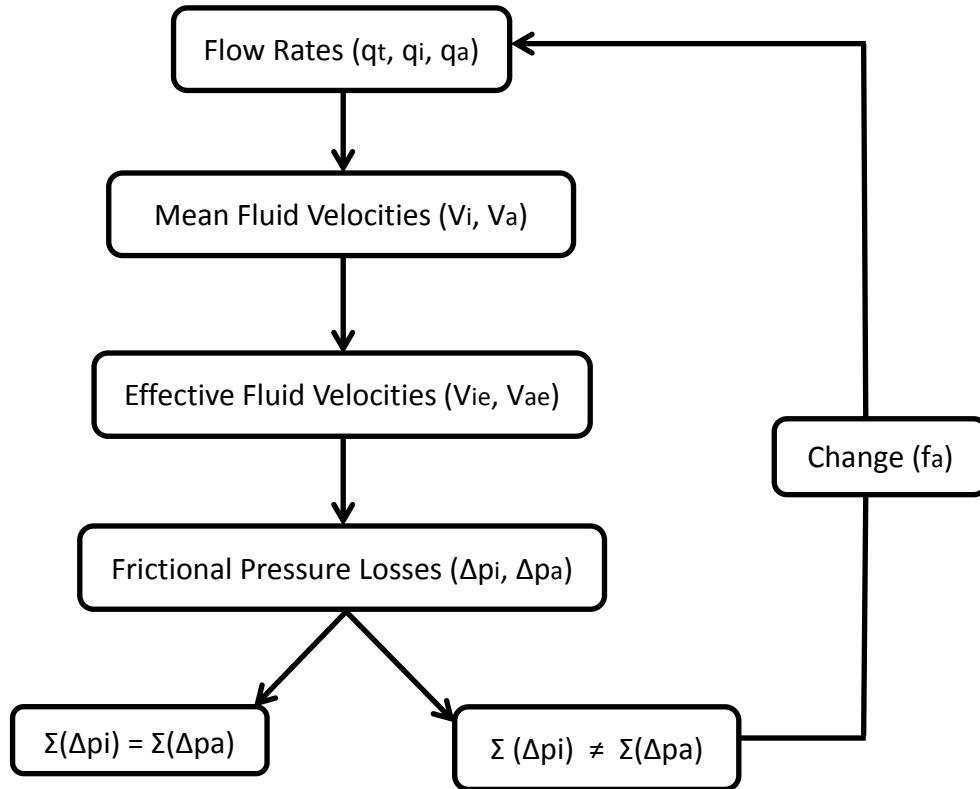 Flow Rates (qt, qi, qa)
Mean Fluid Velocities (Vi, Va)
Effective Fluid Velocities (Vie, Vae)
Change (fa)
Frictional Pressure Losses (Δpi, Δpa)
Σ(Δpi) = Σ(Δpa)
Σ (Δpi) ≠ Σ(Δpa)